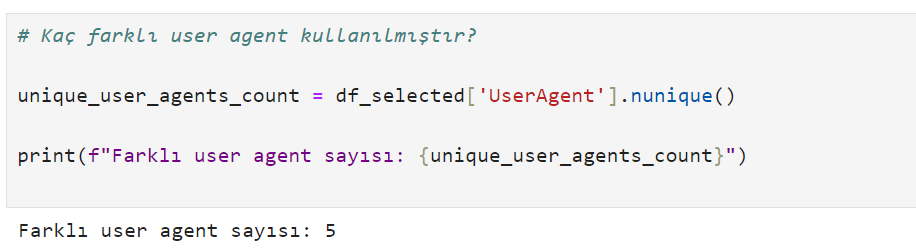 # Kaç farklı user agent kullanılmıştır?
unique_user_agents_count = df_selected['UserAgent'].nunique()
print(f"Farklı user agent sayısı: {unique_user_agents_count}")
Farklı user agent sayısı: 5